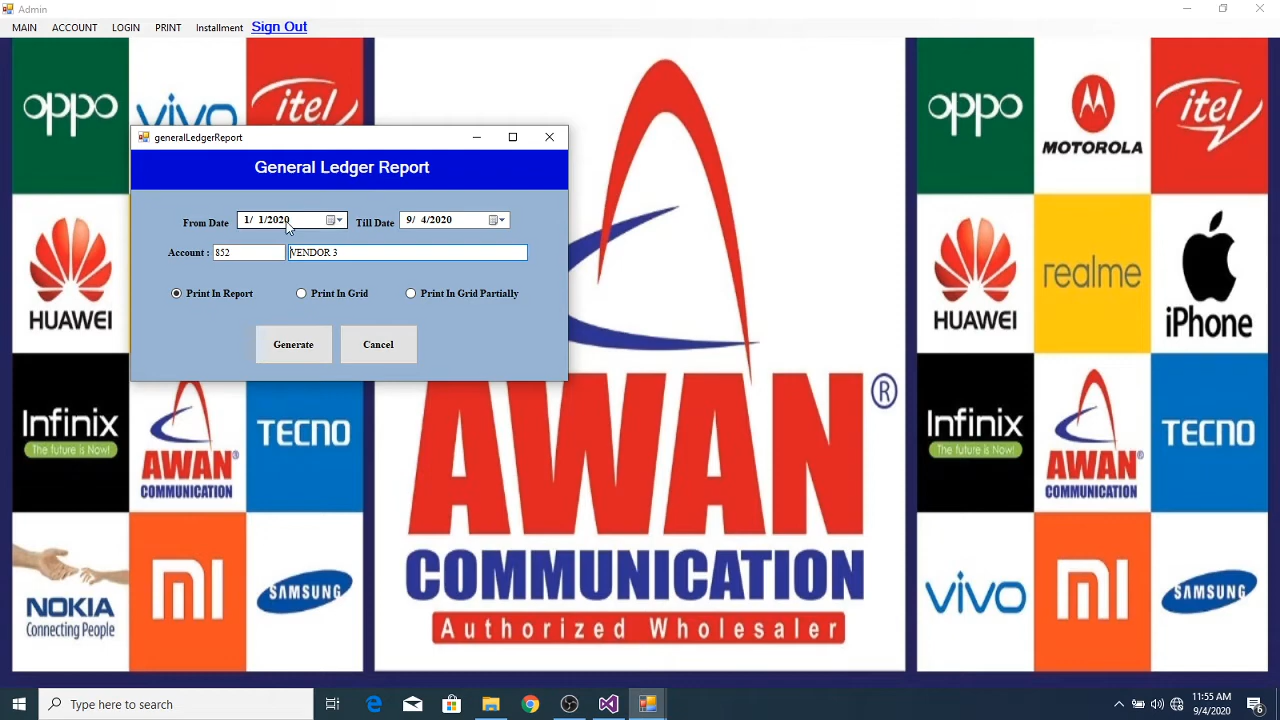 Admin
MAIN ACCOUNT LOGIN PRINT Installment Sign Out
oppo vivo itel
oppo MOTOROLA itel
generalLedgerReport
General Ledger Report
From Date 1/ 1/2020 Till Date 9/ 4/2020
Account : 852 VENDOR 3
Print In Report Print In Grid Print In Grid Partially
Generate Cancel
HUAWEI
HUAWEI realme iPhone
Infinix
The future is Now!
AWAN
COMMUNICATION
TECNO
NOKIA
Connecting People
MI
SAMSUNG
AWAN ®
COMMUNICATION
Authorized Wholesaler
Infinix
The future is Now!
AWAN
COMMUNICATION
TECNO
vivo MI SAMSUNG
Type here to search
11:55 AM
9/4/2020
6